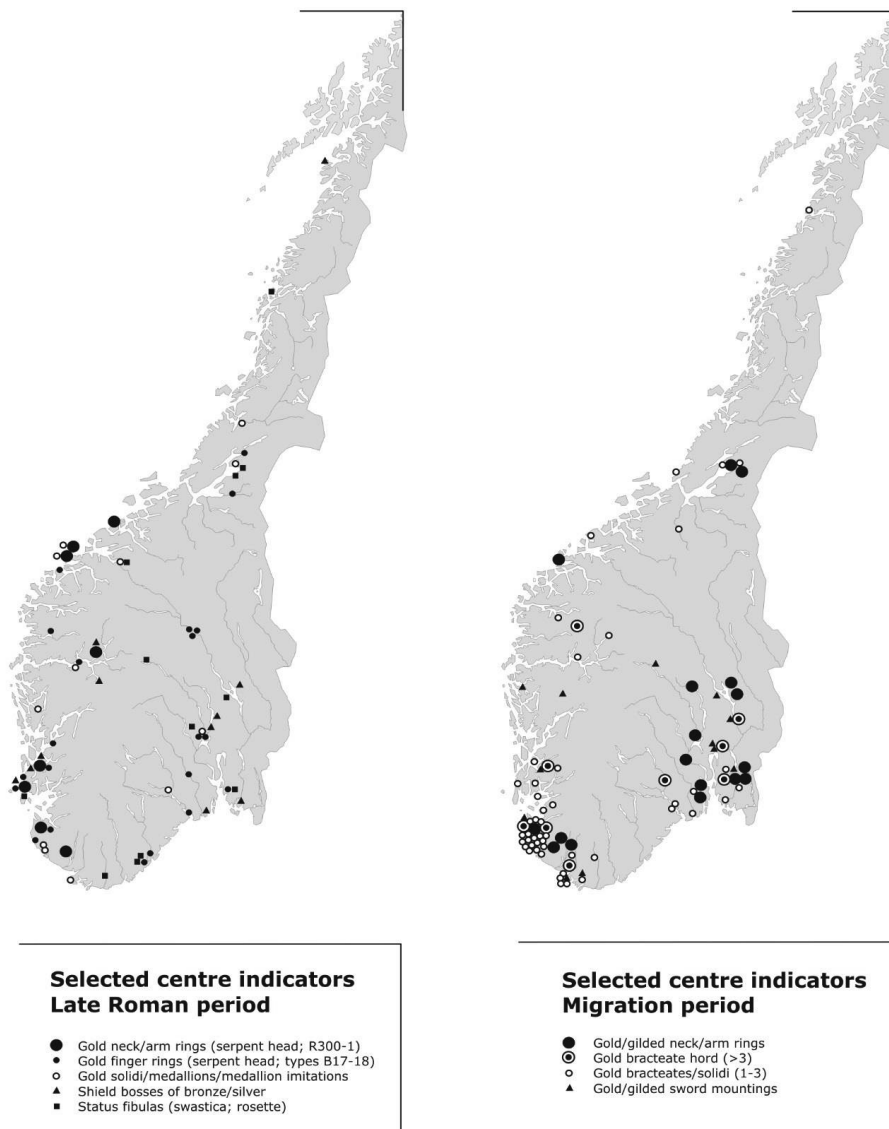 Selected centre indicators
Late Roman period
Gold neck/arm rings (serpent head; R300-1)
Gold finger rings (serpent head; types B17-18)
Gold solidi/medallions/medallion imitations
Shield bosses of bronze/silver
Status fibulas (swastica; rosette)
Selected centre indicators
Migration period
Gold/gilded neck/arm rings
Gold bracteate hord (>3)
Gold bracteates/solidi (1-3)
Gold/gilded sword mountings